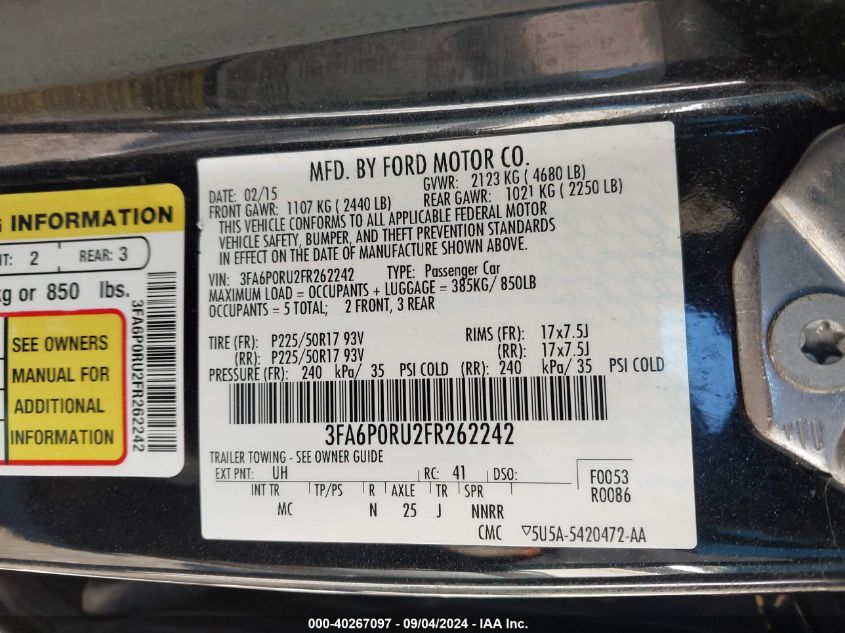 MFD. BY FORD MOTOR CO.
DATE: 02/15 GVWR: 2123 KG ( 4680 LB)
FRONT GAWR: 1107 KG ( 2440 LB) REAR GAWR: 1021 KG ( 2250 LB)
THIS VEHICLE CONFORMS TO ALL APPLICABLE FEDERAL MOTOR
VEHICLE SAFETY, BUMPER, AND THEFT PREVENTION STANDARDS
IN EFFECT ON THE DATE OF MANUFACTURE SHOWN ABOVE.
VIN: 3FA6P0RU2FR262242 TYPE: Passenger Car
MAXIMUM LOAD = OCCUPANTS + LUGGAGE = 385KG/ 850LB
OCCUPANTS = 5 TOTAL; 2 FRONT, 3 REAR
TIRE (FR): P225/50R17 93V RIMS (FR): 17x7.5J
(RR): P225/50R17 93V (RR): 17x7.5J
PRESSURE (FR): 240 kPa/ 35 PSI COLD (RR): 240 kPa/ 35 PSI COLD
3FA6P0RU2FR262242
TRAILER TOWING - SEE OWNER GUIDE
EXT PNT: UH RC: 41 DSO: F0053
R0086
INT TR TP/PS R AXLE TR SPR
MC N 25 J NNRR
CMC ▽5U5A-5420472-AA
INFORMATION
2 REAR: 3
kg or 850 lbs.
SEE OWNERS
MANUAL FOR
ADDITIONAL
INFORMATION
3FA6P0RU2FR262242
000-40267097 - 09/04/2024 - IAA Inc.